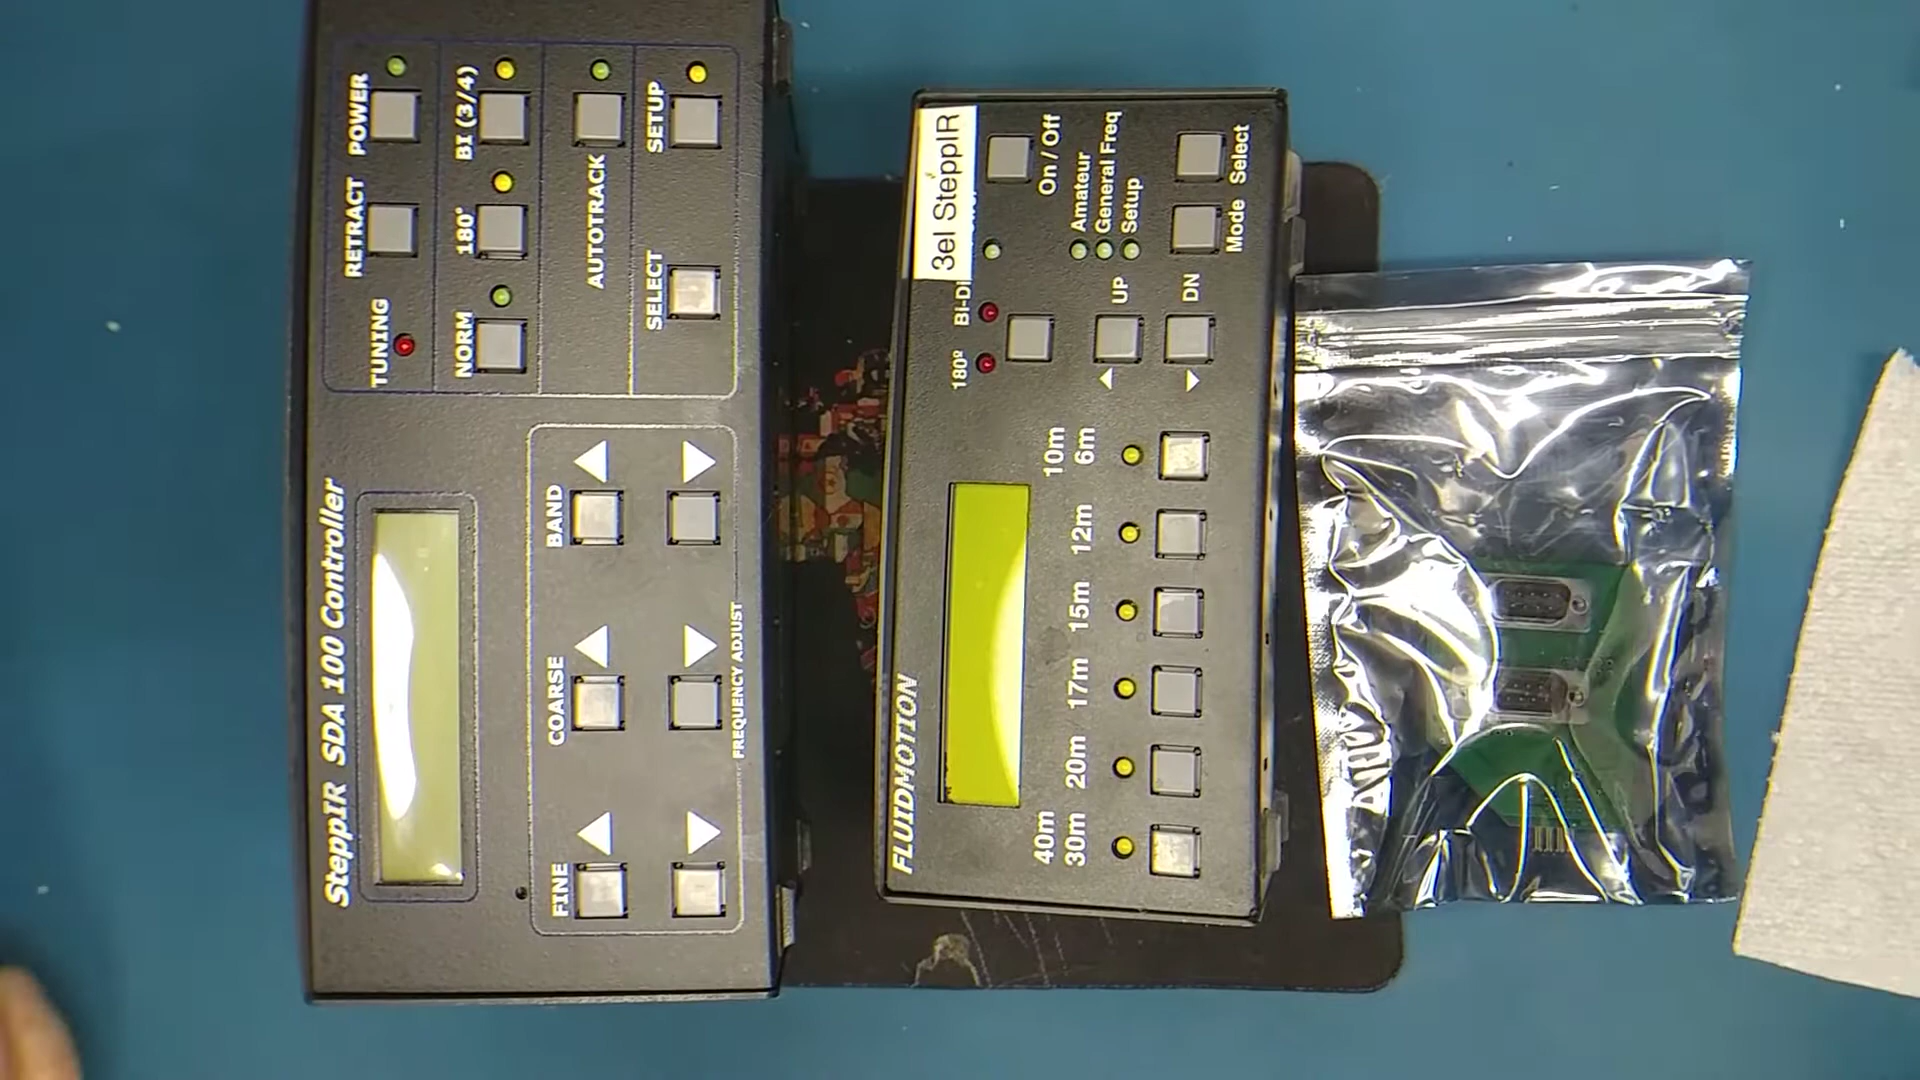 SteppIR SDA 100 Controller
TUNING
RETRACT
POWER
NORM
180°
BI (3/4)
AUTOTRACK
SELECT
SETUP
FINE
COARSE
BAND
FREQUENCY ADJUST
FLUIDMOTION
3el SteppIR
180º
Bi-Di
On / Off
Amateur
General Freq
Setup
UP
DN
Mode
Select
40m
30m
20m
17m
15m
12m
10m
6m